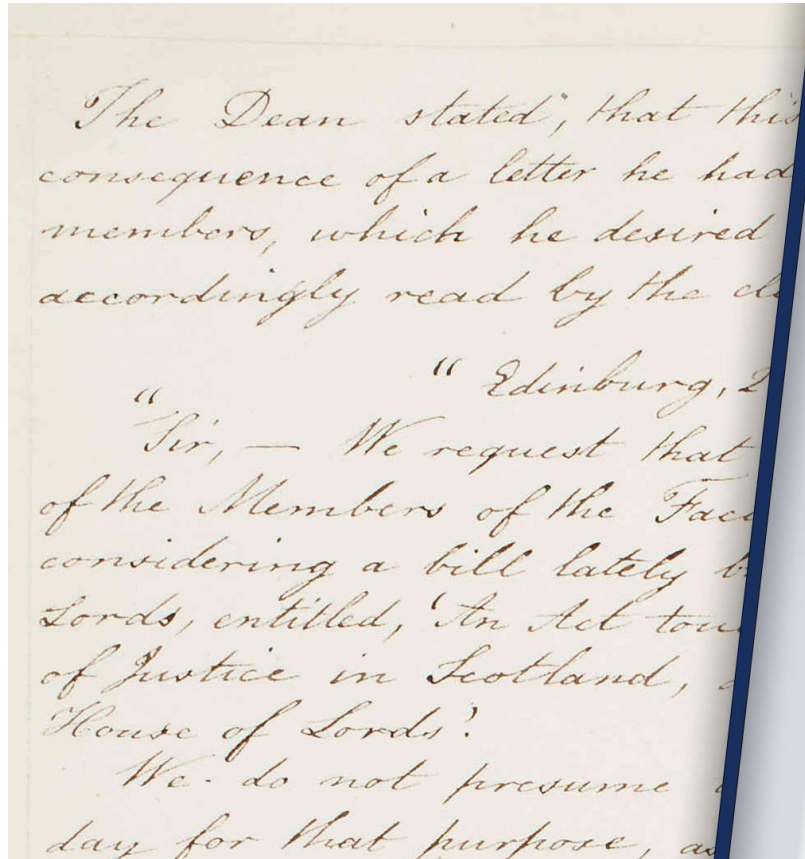 The Dean stated, that this
consequence of a letter he had
members, which he desired
accordingly read by the
" Edinburg, 2
"
Sir, — We request that
of the Members of the
considering a bill lately
Lords, entitled, 'An Act
of Justice in Scotland,
House of Lords'.
We do not presume
day for that purpose, as